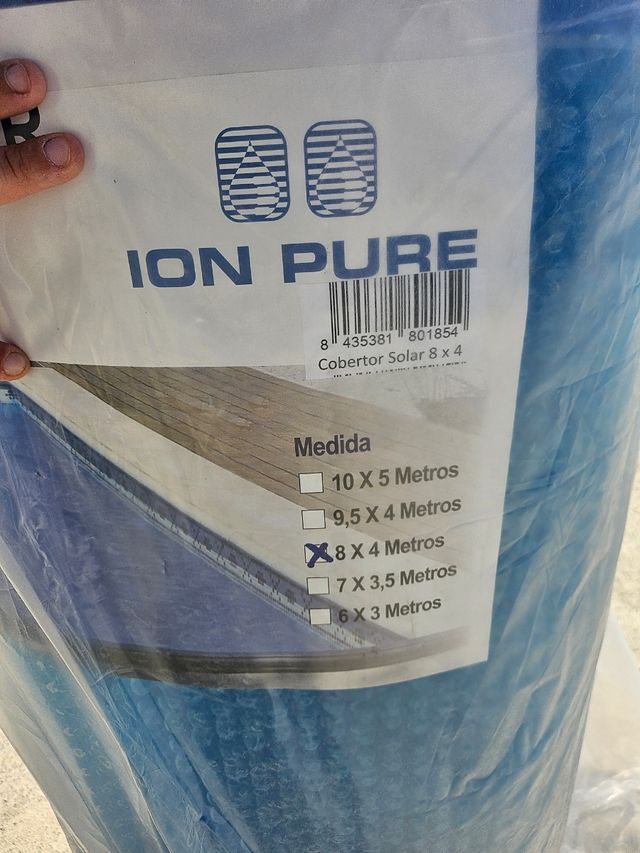 R
ION PURE
8 435381 801854
Cobertor Solar 8 x 4
Medida
10 X 5 Metros
9,5 X 4 Metros
8 X 4 Metros
7 X 3,5 Metros
6 X 3 Metros